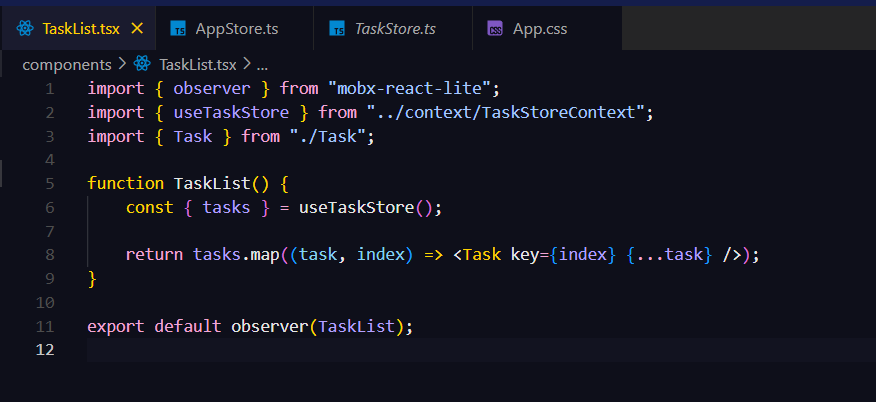 TaskList.tsx
TS AppStore.ts
TS TaskStore.ts
CSS App.css
components > TaskList.tsx > ...
1 import { observer } from "mobx-react-lite";
2 import { useTaskStore } from "../context/TaskStoreContext";
3 import { Task } from "./Task";
4
5 function TaskList() {
6     const { tasks } = useTaskStore();
7
8     return tasks.map((task, index) => <Task key={index} {...task} />);
9 }
10
11 export default observer(TaskList);
12